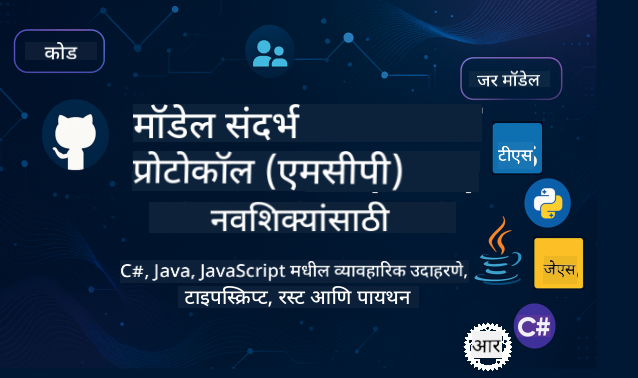 कोड
जर मॉडेल
मॉडेल संदर्भ
प्रोटोकॉल (एमसीपी)
नवशिक्यांसाठी
C#, Java, JavaScript मधील व्यावहारिक उदाहरणे,
टाइपस्क्रिप्ट, रस्ट आणि पायथन
टीएस
जेएस
C#
आर